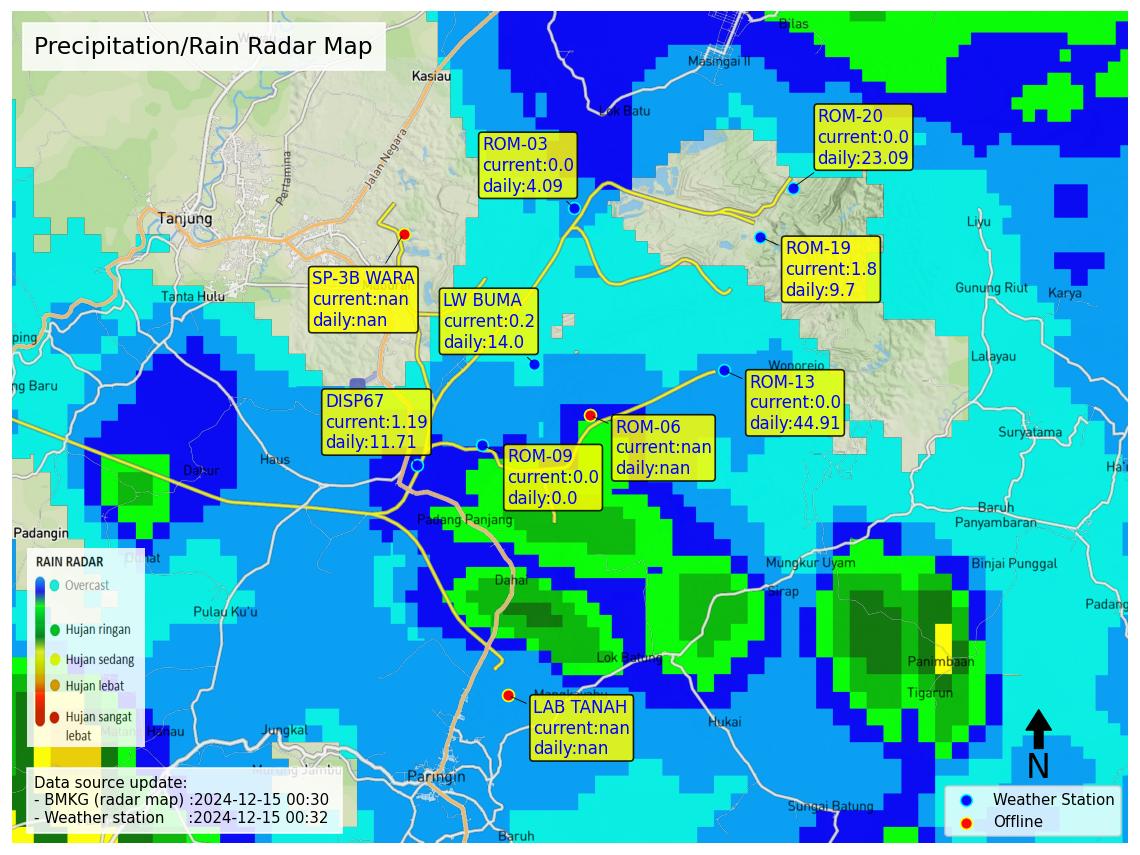 Precipitation/Rain Radar Map
Bilas
Masingai II
Kasiau
Lok Batu
Jalan Negara
Pertamina
Tanjung
ROM-20
current:0.0
daily:23.09
ROM-03
current:0.0
daily:4.09
Liyu
ROM-19
current:1.8
daily:9.7
SP-3B WARA
current:nan
daily:nan
Tanta Hulu
LW BUMA
current:0.2
daily:14.0
Gunung Riut
Karya
ping
Lalayau
Wonorejo
ng Baru
ROM-13
current:0.0
daily:44.91
DISP67
current:1.19
daily:11.71
ROM-06
current:nan
daily:nan
Suryatama
Haus
Dahur
ROM-09
current:0.0
daily:0.0
Ha'u
Baruh
Panyambaran
Padang Panjang
Padangin
Mungkur Uyam
Binjai Punggal
Dahai
Sirap
Padang
Pulau Ku'u
RAIN RADAR
Overcast
Hujan ringan
Hujan sedang
Hujan lebat
Hujan sangat
lebat
Lok Batung
Panimbaan
Tigarun
LAB TANAH
current:nan
daily:nan
Hukai
Jungkal
Murung Jambu
Paringin
Sungai Batung
Baruh
N
Data source update:
- BMKG (radar map) :2024-12-15 00:30
- Weather station :2024-12-15 00:32
Weather Station
Offline